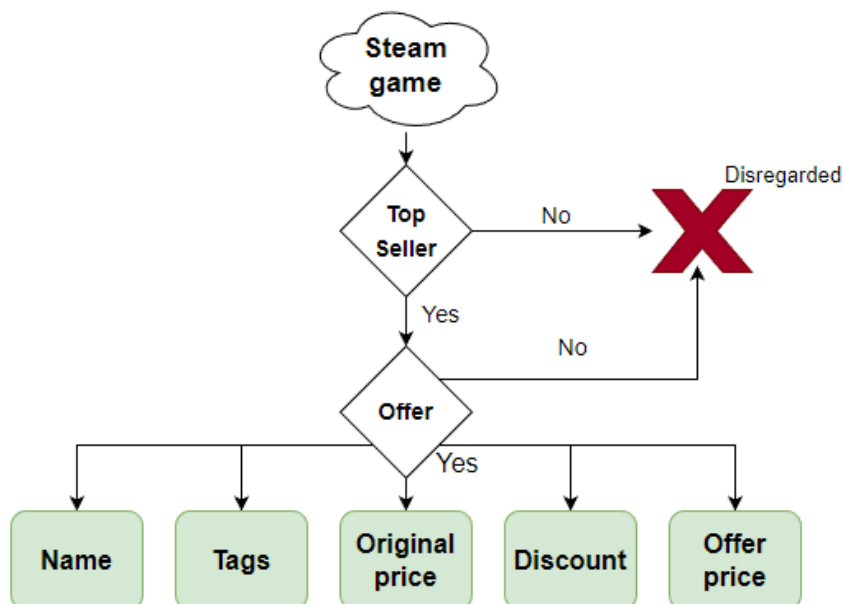 Steam
game
Disregarded
Top
Seller
No
Yes
No
Offer
Yes
Name
Tags
Original
price
Discount
Offer
price